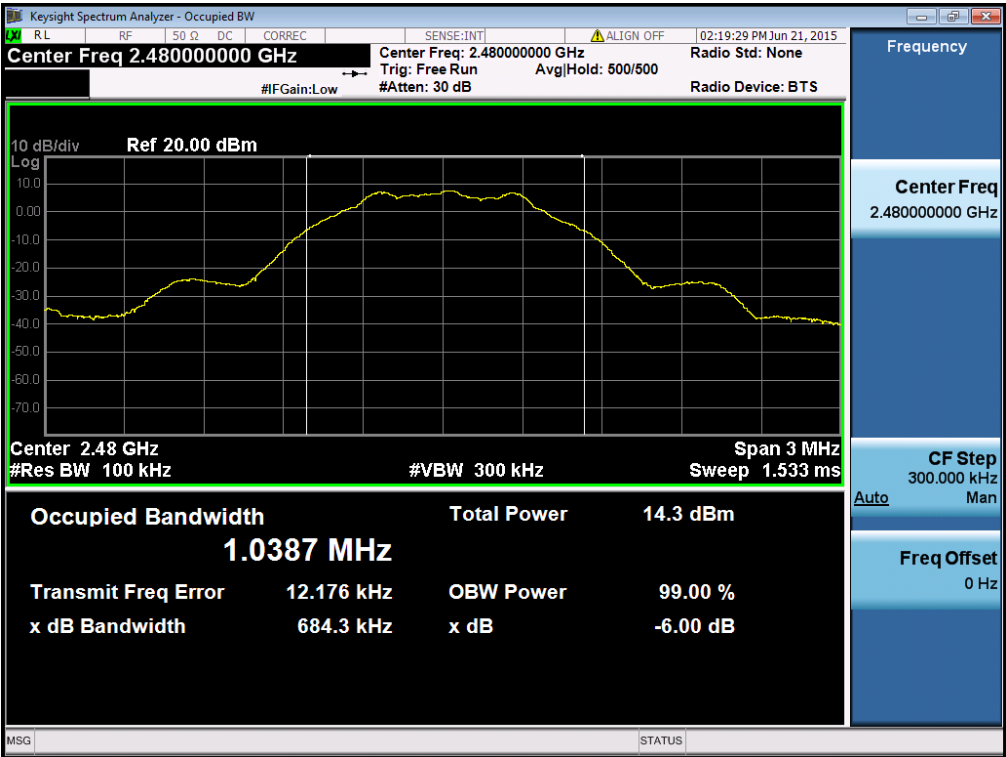 Keysight Spectrum Analyzer - Occupied BW
LXI RL RF 50 Ω DC CORREC SENSE:INT ALIGN OFF 02:19:29 PM Jun 21, 2015
Center Freq 2.480000000 GHz
Center Freq: 2.480000000 GHz
Radio Std: None
Trig: Free Run Avg|Hold: 500/500
#IFGain:Low
#Atten: 30 dB
Radio Device: BTS
10 dB/div Ref 20.00 dBm
Log
10.0
0.00
-10.0
-20.0
-30.0
-40.0
-50.0
-60.0
-70.0
Center 2.48 GHz Span 3 MHz
#Res BW 100 kHz #VBW 300 kHz Sweep 1.533 ms
Occupied Bandwidth Total Power 14.3 dBm
1.0387 MHz
Transmit Freq Error 12.176 kHz OBW Power 99.00 %
x dB Bandwidth 684.3 kHz x dB -6.00 dB
MSG STATUS
Frequency
Center Freq
2.480000000 GHz
CF Step
300.000 kHz
Auto Man
Freq Offset
0 Hz